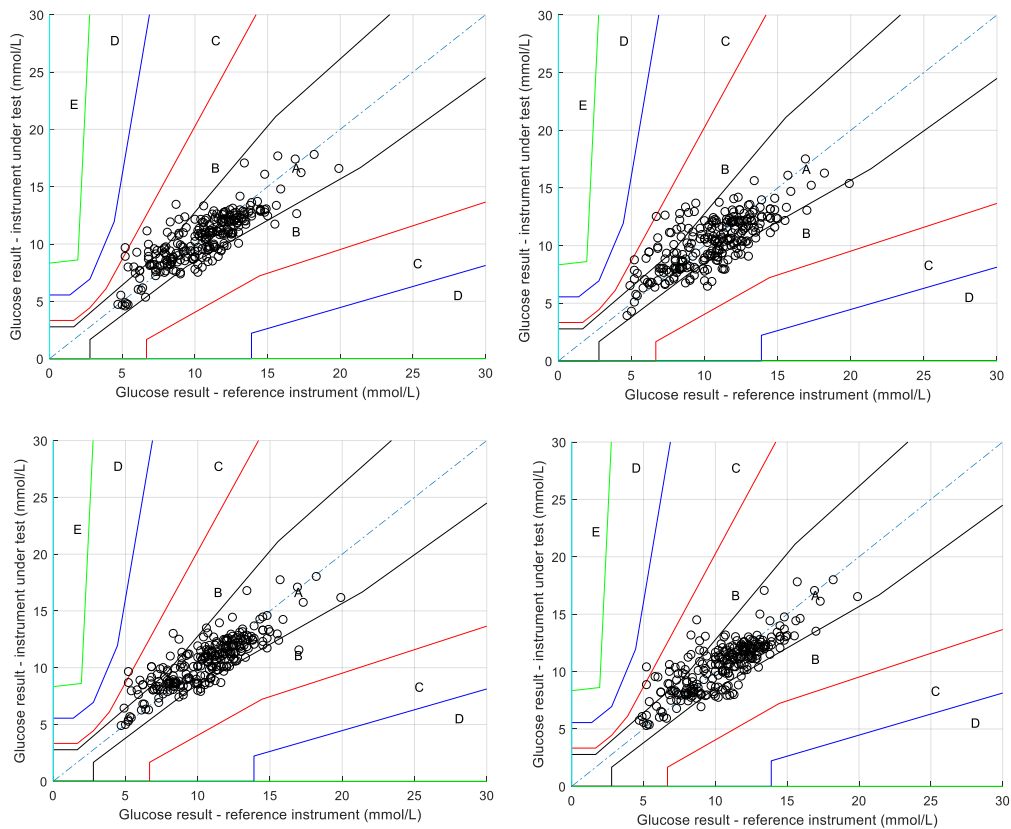 30
25
20
15
10
5
0
Glucose result - instrument under test (mmol/L)
D
C
E
B
A
B
C
D
0 5 10 15 20 25 30
Glucose result - reference instrument (mmol/L)
30
25
20
15
10
5
0
Glucose result - instrument under test (mmol/L)
D
C
E
B
A
B
C
D
0 5 10 15 20 25 30
Glucose result - reference instrument (mmol/L)
30
25
20
15
10
5
0
Glucose result - instrument under test (mmol/L)
D
C
E
B
A
B
C
D
0 5 10 15 20 25 30
Glucose result - reference instrument (mmol/L)
30
25
20
15
10
5
0
Glucose result - instrument under test (mmol/L)
D
C
E
B
A
B
C
D
0 5 10 15 20 25 30
Glucose result - reference instrument (mmol/L)